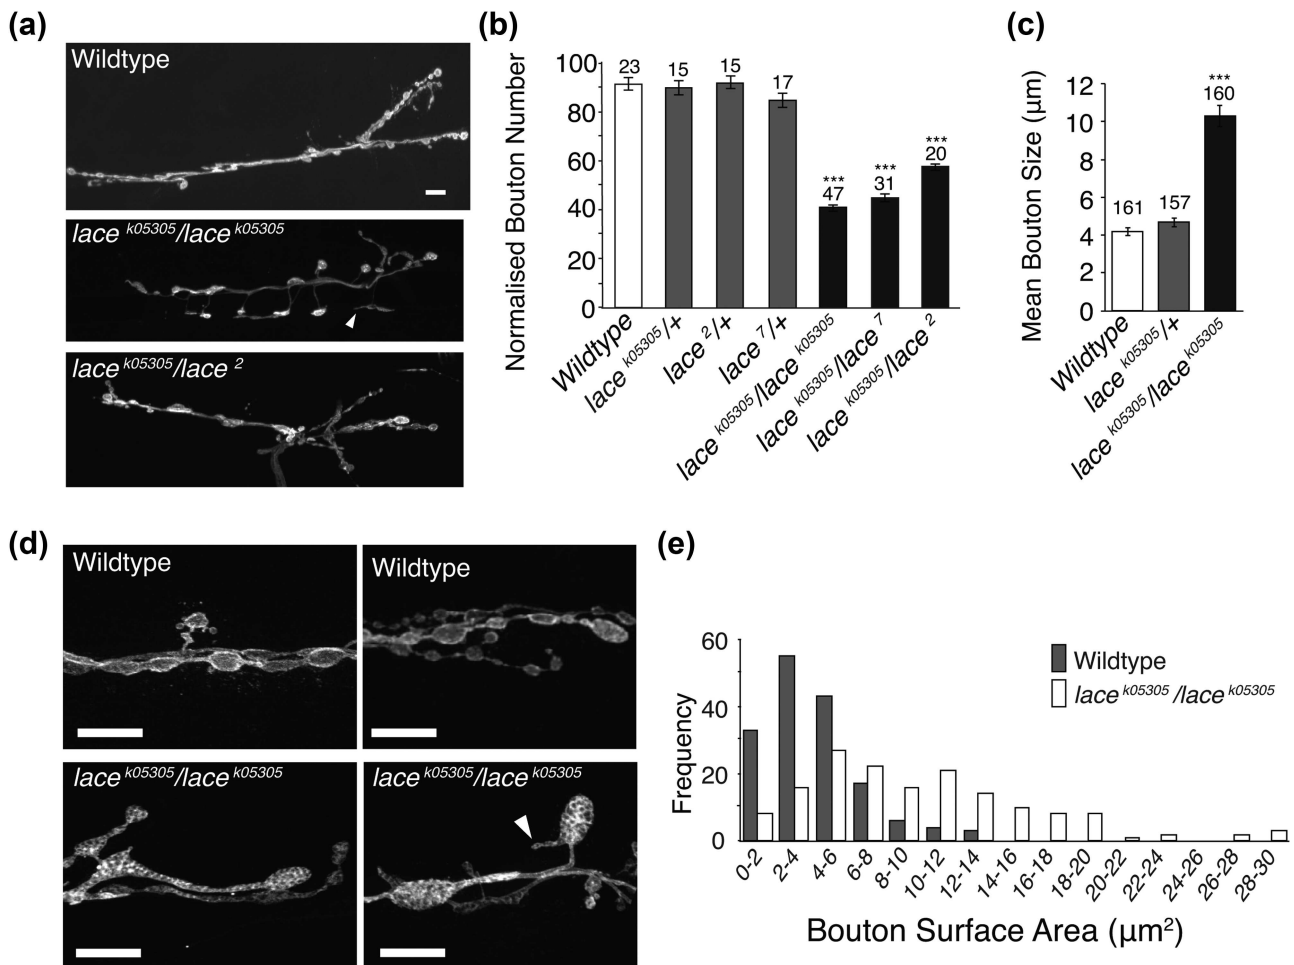 (a)
Wildtype
lace k05305/lace k05305
lace k05305/lace 2
(b)
Normalised Bouton Number
100
80
60
40
20
0
23
15
15
17
***
47
***
31
***
20
Wildtype
lace k05305/+
lace 2/+
lace 7/+
lace k05305/lace k05305
lace k05305/lace 7
lace k05305/lace 2
(c)
Mean Bouton Size (μm)
12
10
8
6
4
2
0
161
157
***
160
Wildtype
lace k05305/+
lace k05305/lace k05305
(d)
Wildtype
Wildtype
lace k05305/lace k05305
lace k05305/lace k05305
(e)
Frequency
60
40
20
0
Wildtype
lace k05305/lace k05305
0-2
2-4
4-6
6-8
8-10
10-12
12-14
14-16
16-18
18-20
20-22
22-24
24-26
26-28
28-30
Bouton Surface Area (μm²)